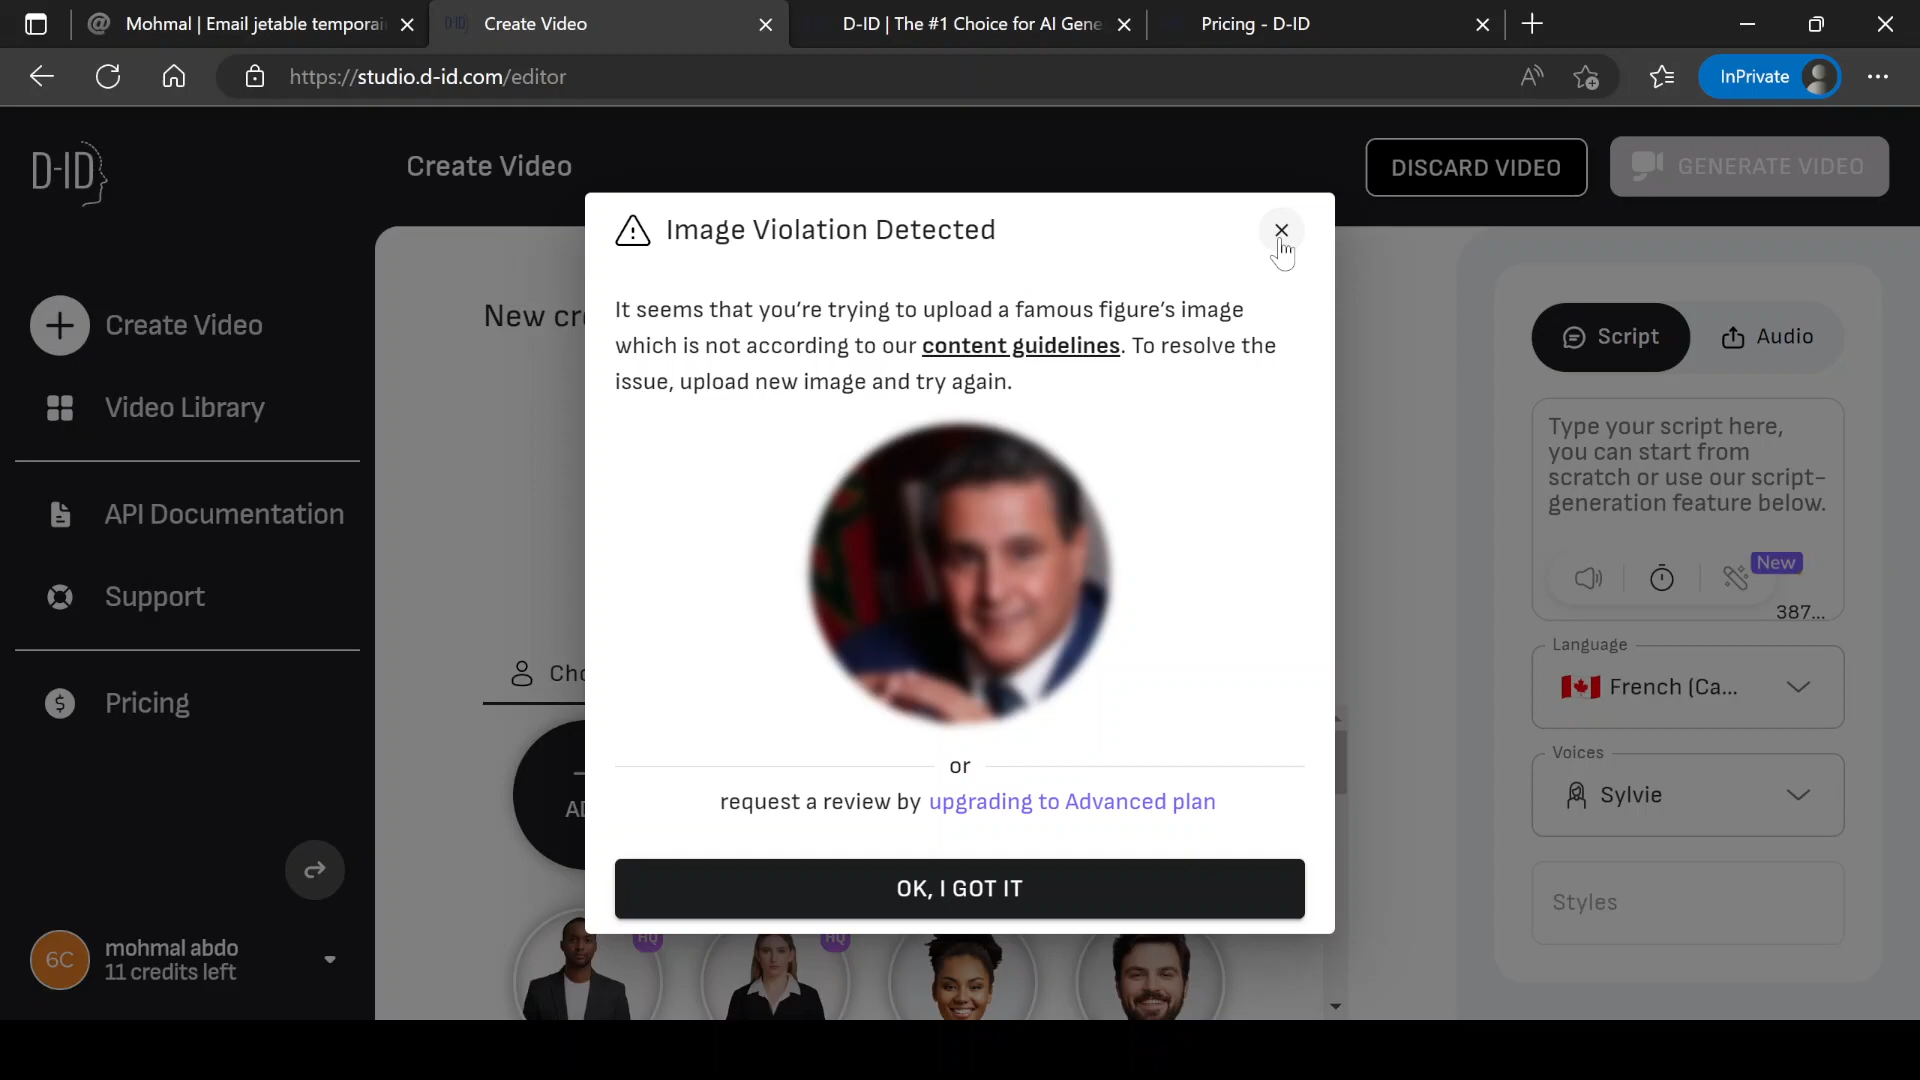 Mohmal | Email jetable temporai
Create Video
D-ID | The #1 Choice for AI Gene
Pricing - D-ID
https://studio.d-id.com/editor
InPrivate
D-ID
Create Video
DISCARD VIDEO
GENERATE VIDEO
Create Video
Video Library
API Documentation
Support
Pricing
6C
mohmal abdo
11 credits left
New cre
Cho
AD
HQ
HQ
Image Violation Detected
It seems that you’re trying to upload a famous figure’s image
which is not according to our content guidelines. To resolve the
issue, upload new image and try again.
or
request a review by upgrading to Advanced plan
OK, I GOT IT
Script
Audio
Type your script here,
you can start from
scratch or use our script-
generation feature below.
New
387...
Language
French (Ca...
Voices
Sylvie
Styles